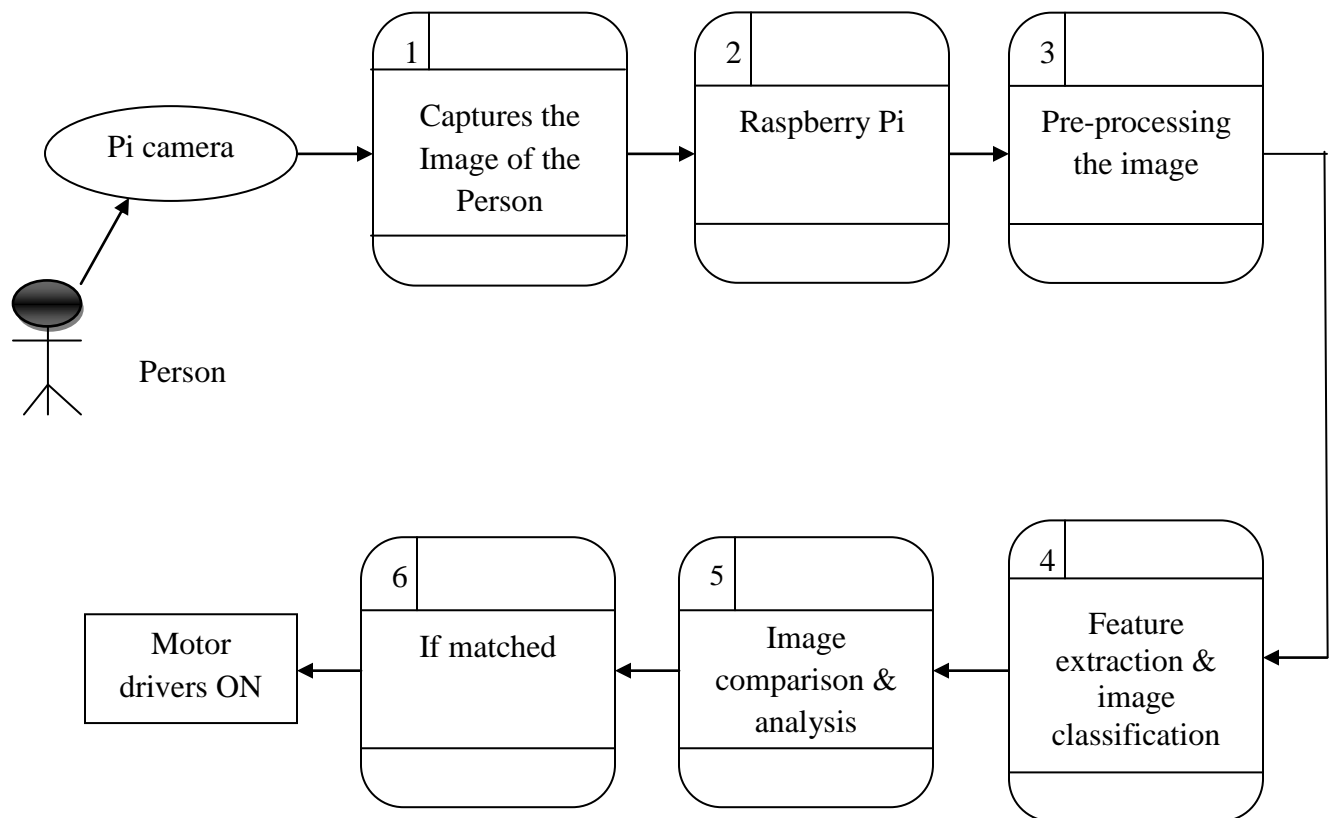 1
Captures the
Image of the
Person
2
Raspberry Pi
3
Pre-processing
the image
Pi camera
Person
4
Feature
extraction &
image
classification
5
Image
comparison &
analysis
6
If matched
Motor
drivers ON